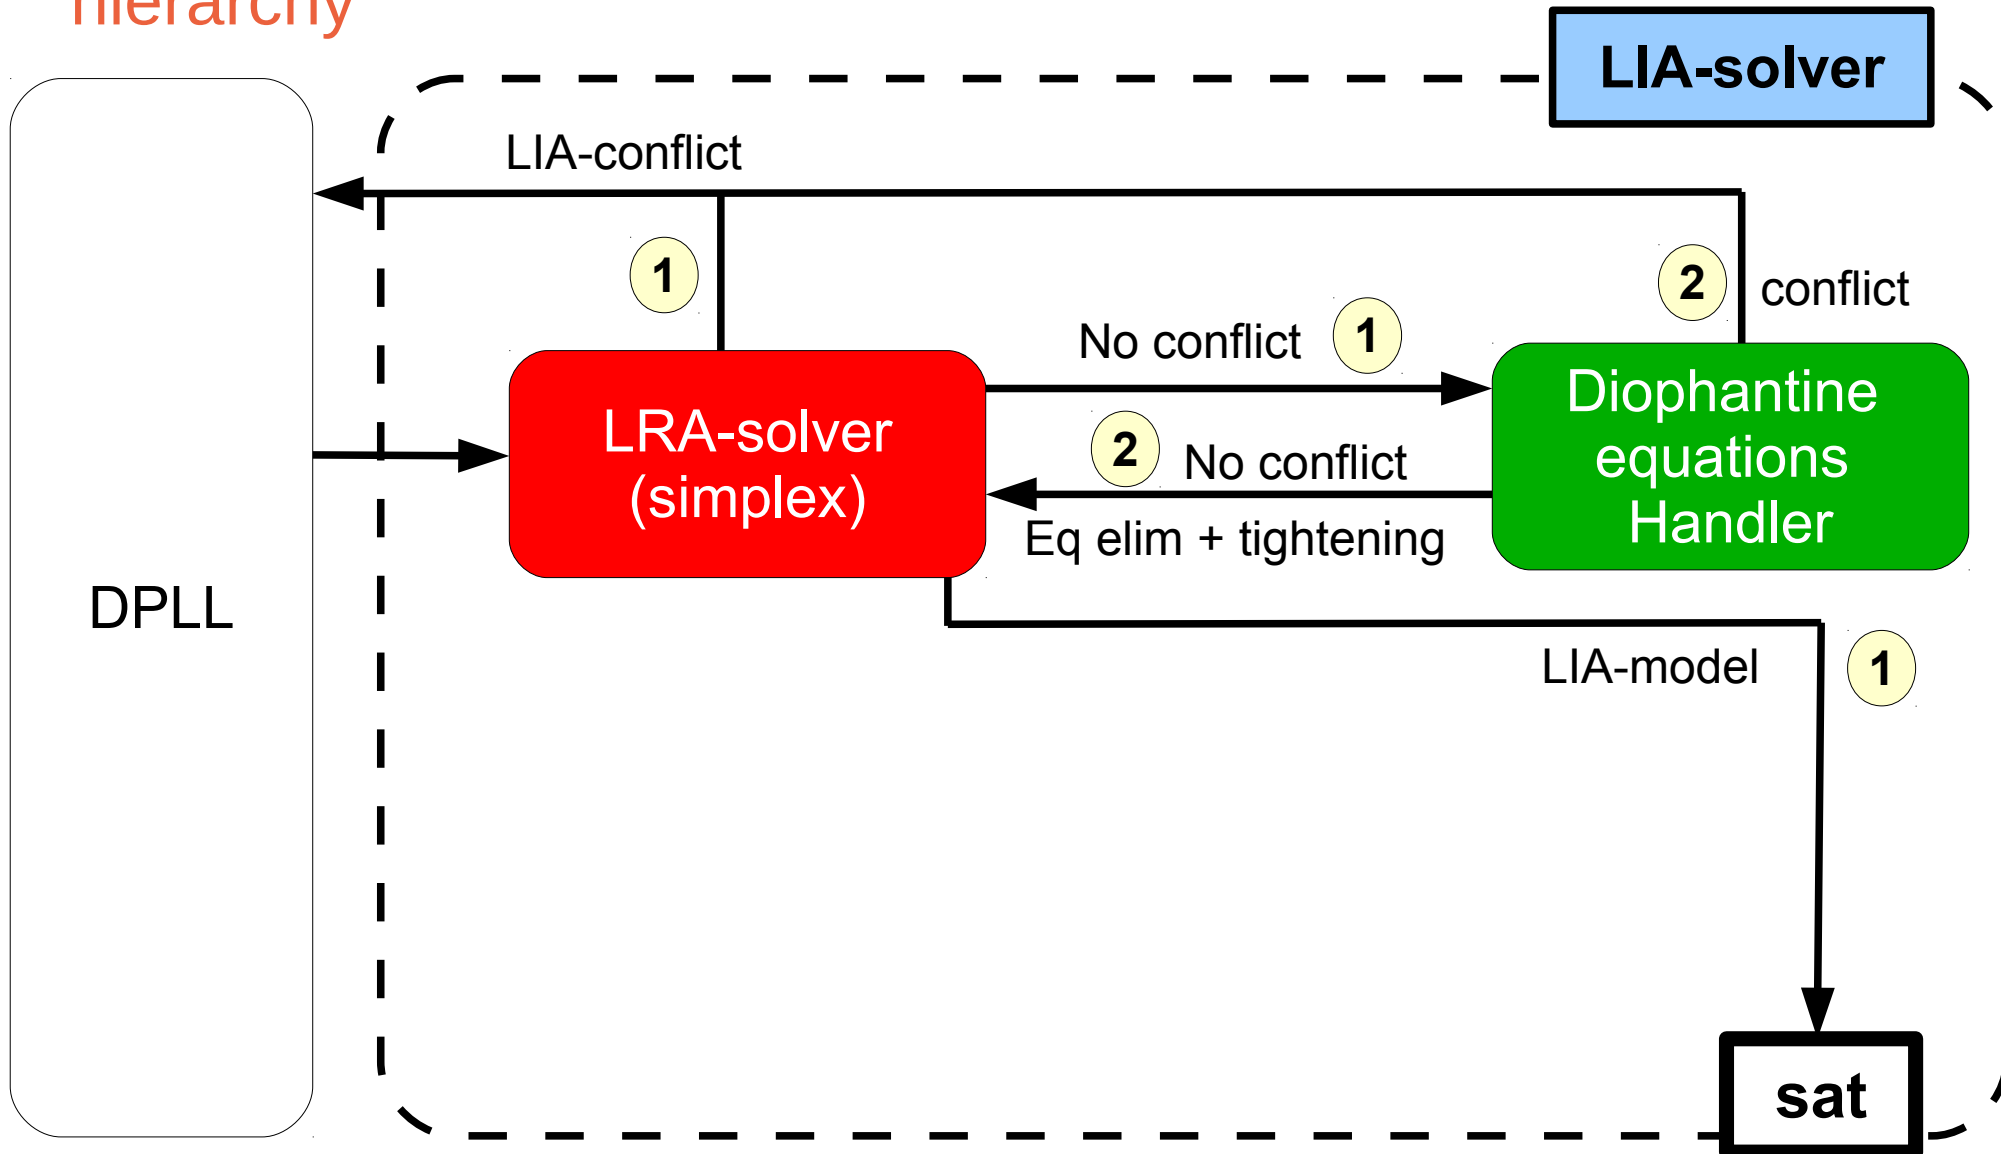 hierarchy
LIA-solver
LIA-conflict
1
2
conflict
No conflict
1
Diophantine
equations
Handler
LRA-solver
(simplex)
2
No conflict
Eq elim + tightening
DPLL
LIA-model
1
sat